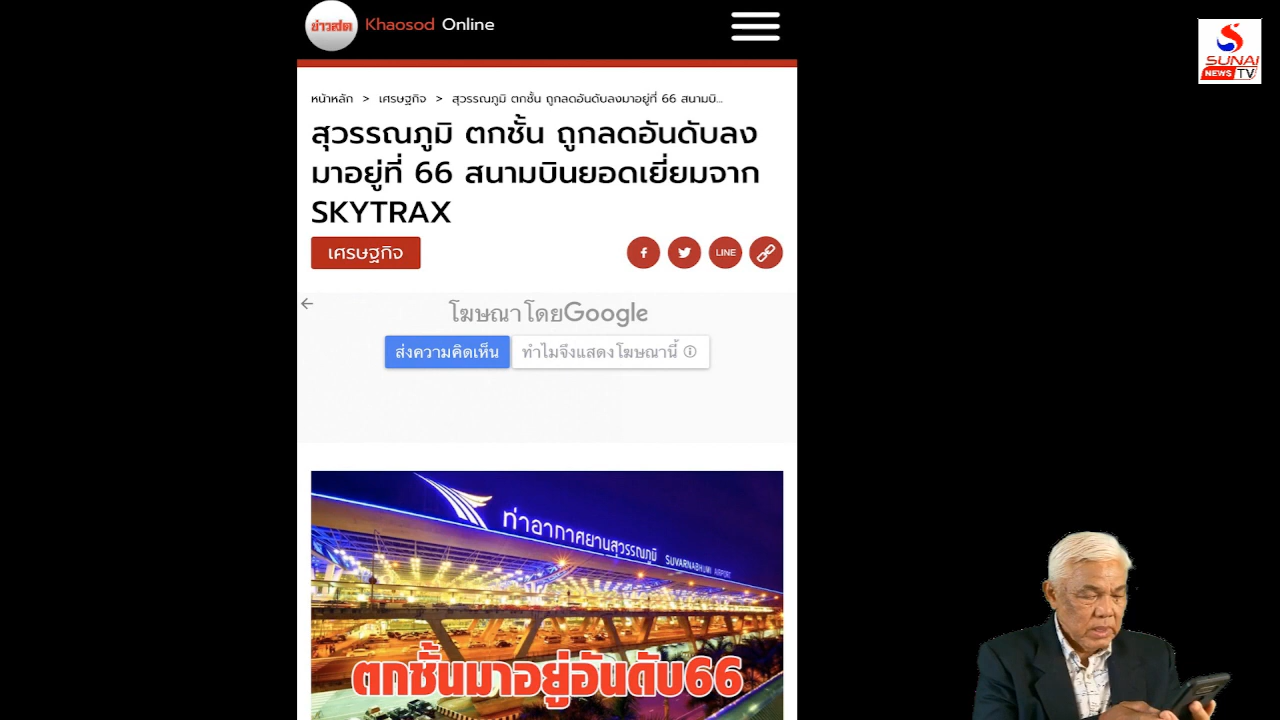 ข่าวสด
Khaosod Online
SUNAI
NEWS TV
หน้าหลัก > เศรษฐกิจ > สุวรรณภูมิ ตกชั้น ถูกลดอันดับลงมาอยู่ที่ 66 สนามบิ...
สุวรรณภูมิ ตกชั้น ถูกลดอันดับลง
มาอยู่ที่ 66 สนามบินยอดเยี่ยมจาก
SKYTRAX
เศรษฐกิจ
LINE
โฆษณาโดยGoogle
ส่งความคิดเห็น
ทำไมจึงแสดงโฆษณานี้
ท่าอากาศยานสุวรรณภูมิ SUVARNABHUMI AIRPORT
ตกชั้นมาอยู่อันดับ66